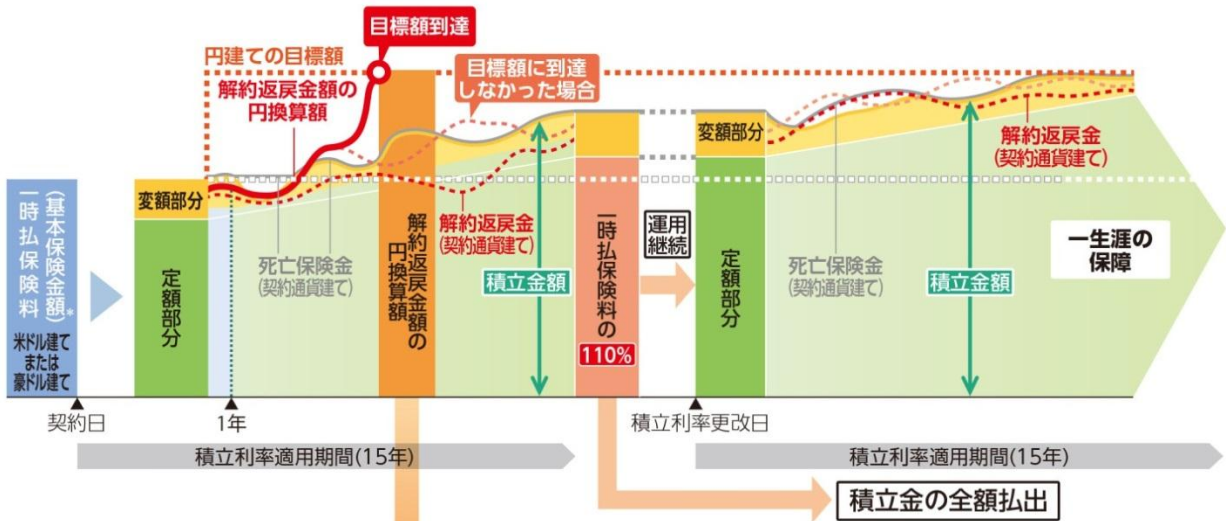 目標額到達
円建ての目標額
解約返戻金額の
円換算額
目標額に到達
しなかった場合
一時払保険料
(基本保険金額)*
米ドル建て
または
豪ドル建て
変額部分
定額部分
死亡保険金
(契約通貨建て)
解約返戻金額の
円換算額
解約返戻金
(契約通貨建て)
積立金額
一時払保険料の
110%
運用
継続
変額部分
定額部分
死亡保険金
(契約通貨建て)
積立金額
解約返戻金
(契約通貨建て)
一生涯の
保障
契約日
1年
積立利率更改日
積立利率適用期間(15年)
積立利率適用期間(15年)
積立金の全額払出